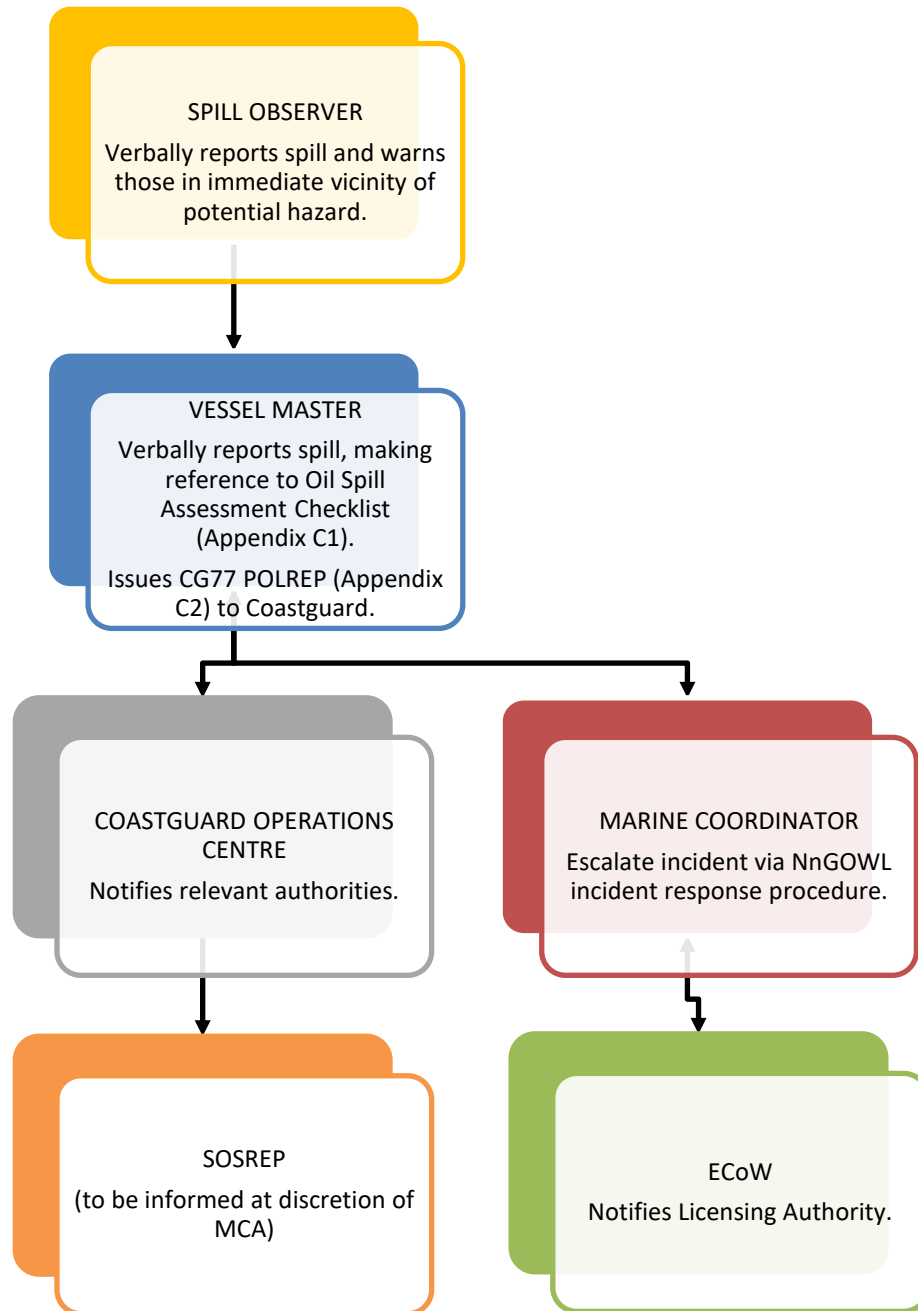 SPILL OBSERVER
Verbally reports spill and warns
those in immediate vicinity of
potential hazard.
VESSEL MASTER
Verbally reports spill, making
reference to Oil Spill
Assessment Checklist
(Appendix C1).
Issues CG77 POLREP (Appendix
C2) to Coastguard.
COASTGUARD OPERATIONS
CENTRE
Notifies relevant authorities.
MARINE COORDINATOR
Escalate incident via NnGOWL
incident response procedure.
SOSREP
(to be informed at discretion of
MCA)
ECoW
Notifies Licensing Authority.